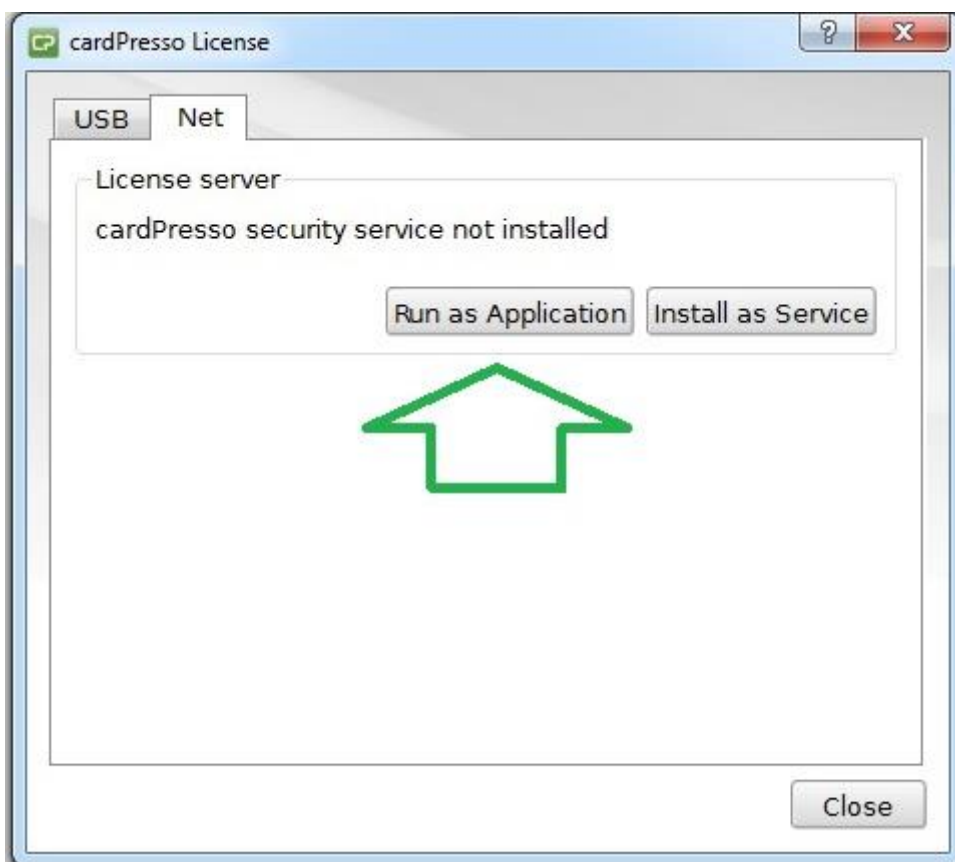 cardPresso License
USB Net
License server
cardPresso security service not installed
Run as Application Install as Service
Close